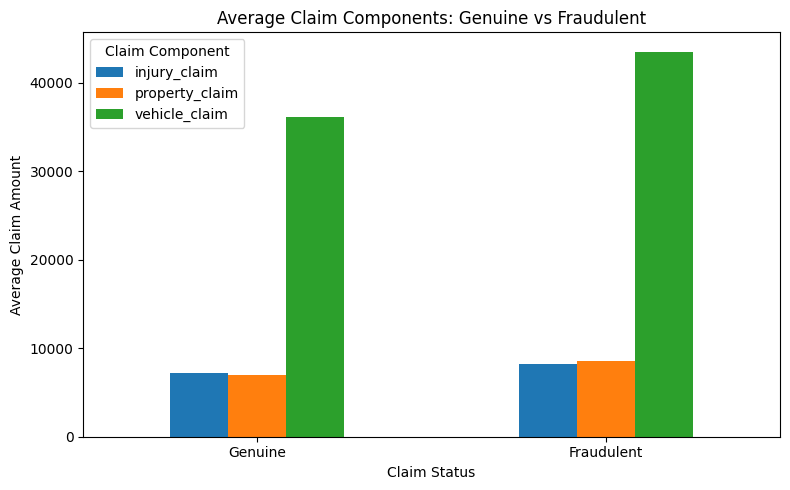 Average Claim Components: Genuine vs Fraudulent
Claim Component
injury_claim
property_claim
vehicle_claim
Average Claim Amount
40000
30000
20000
10000
0
Genuine
Fraudulent
Claim Status